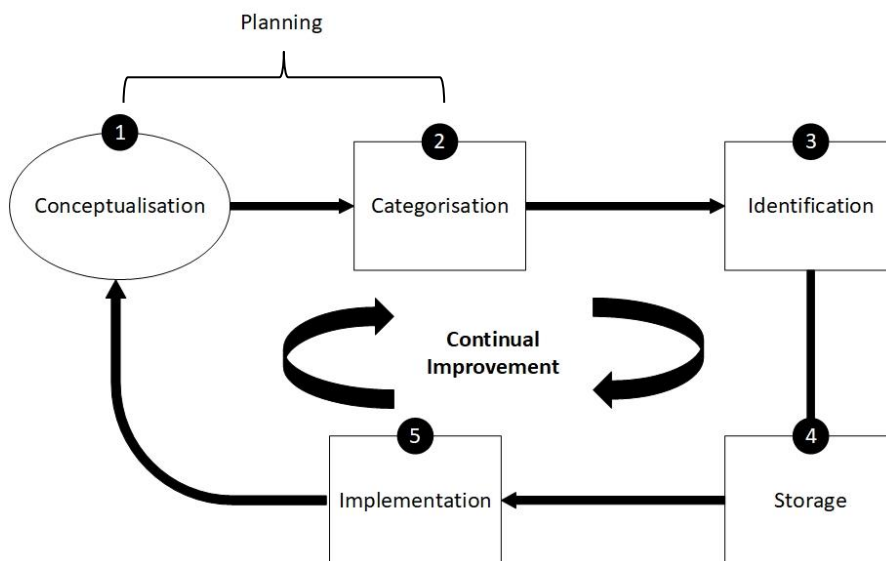 Planning
1
2
3
Conceptualisation
Categorisation
Identification
Continual
Improvement
5
4
Implementation
Storage